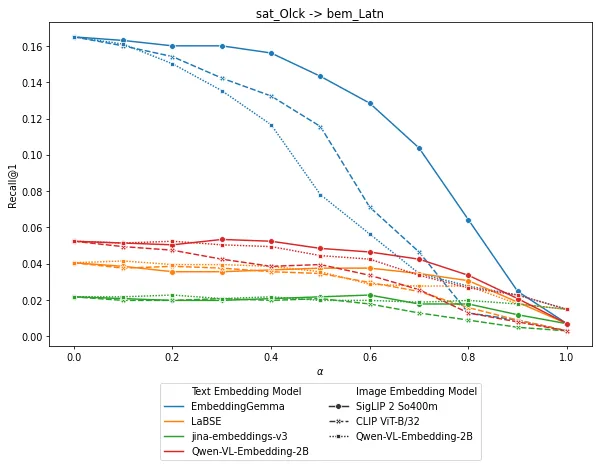 sat_Olck -> bem_Latn
0.16
0.14
0.12
0.10
0.08
0.06
0.04
0.02
0.00
Recall@1
0.0 0.2 0.4 0.6 0.8 1.0
α
Text Embedding Model Image Embedding Model
EmbeddingGemma SigLIP 2 So400m
LaBSE CLIP ViT-B/32
jina-embeddings-v3 Qwen-VL-Embedding-2B
Qwen-VL-Embedding-2B